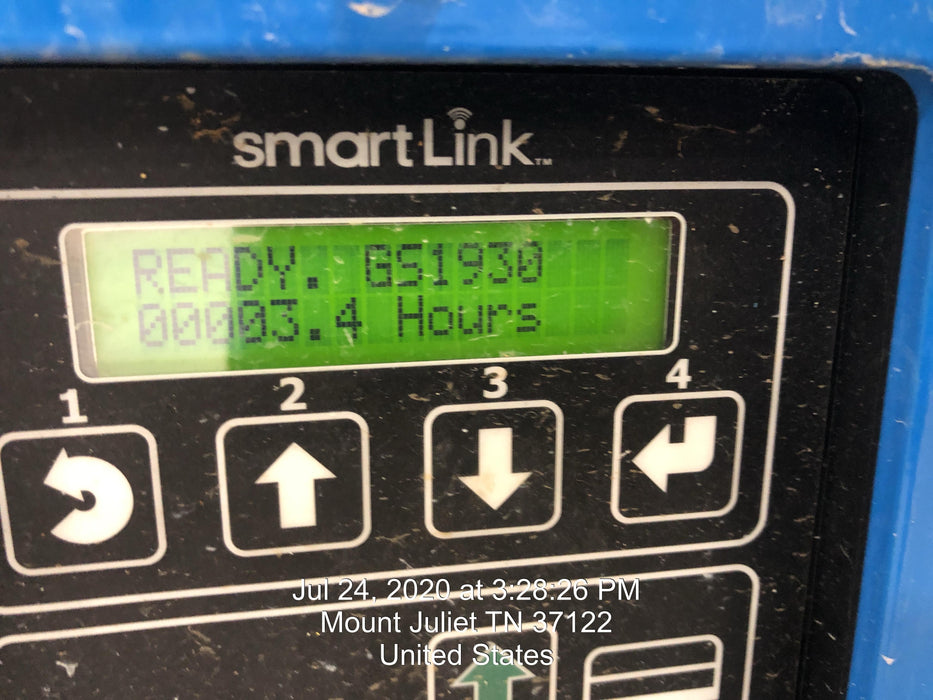 smartLink™
READY. GS1930
00003.4 Hours
1 2 3 4
Jul 24, 2020 at 3:28:26 PM
Mount Juliet TN 37122
United States